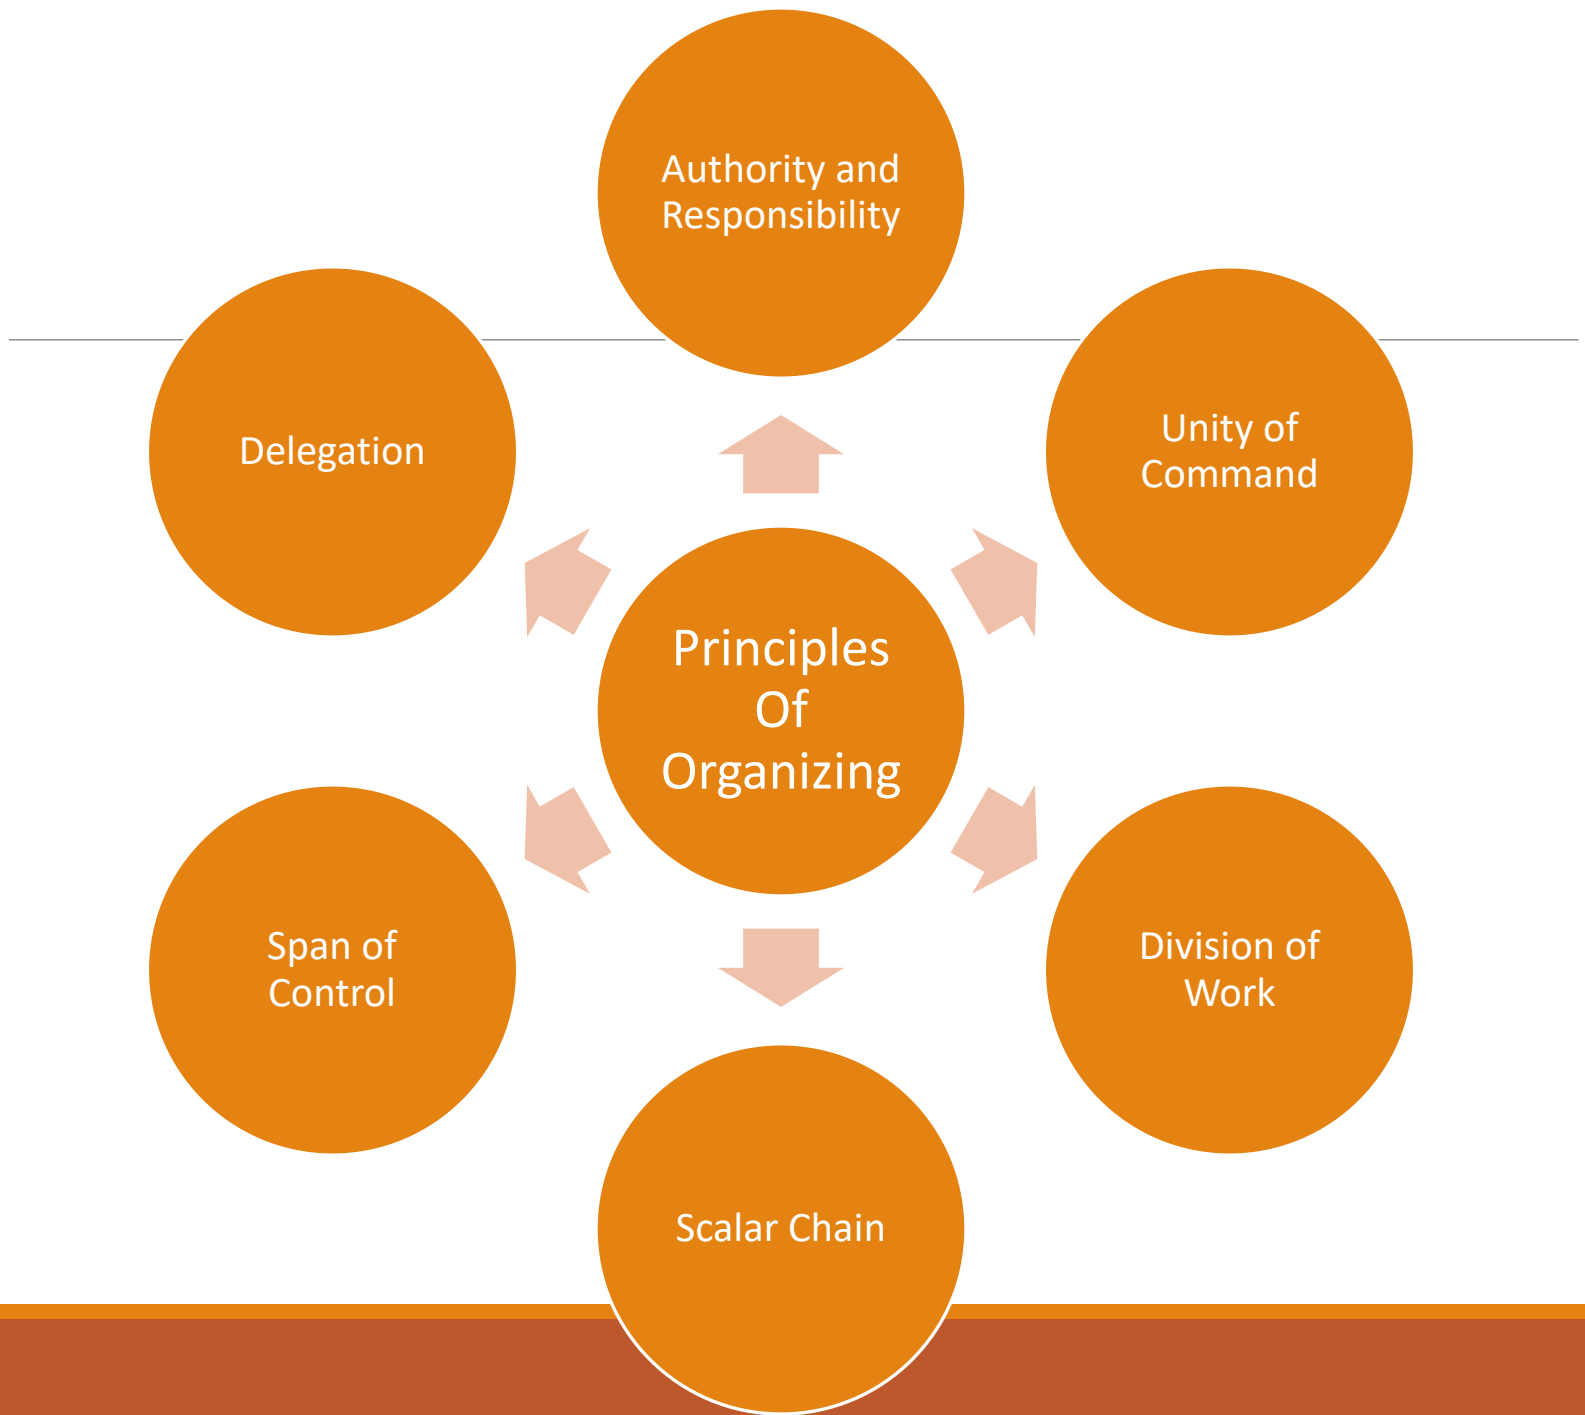 Authority and
Responsibility
Delegation
Unity of
Command
Principles
Of
Organizing
Span of
Control
Division of
Work
Scalar Chain